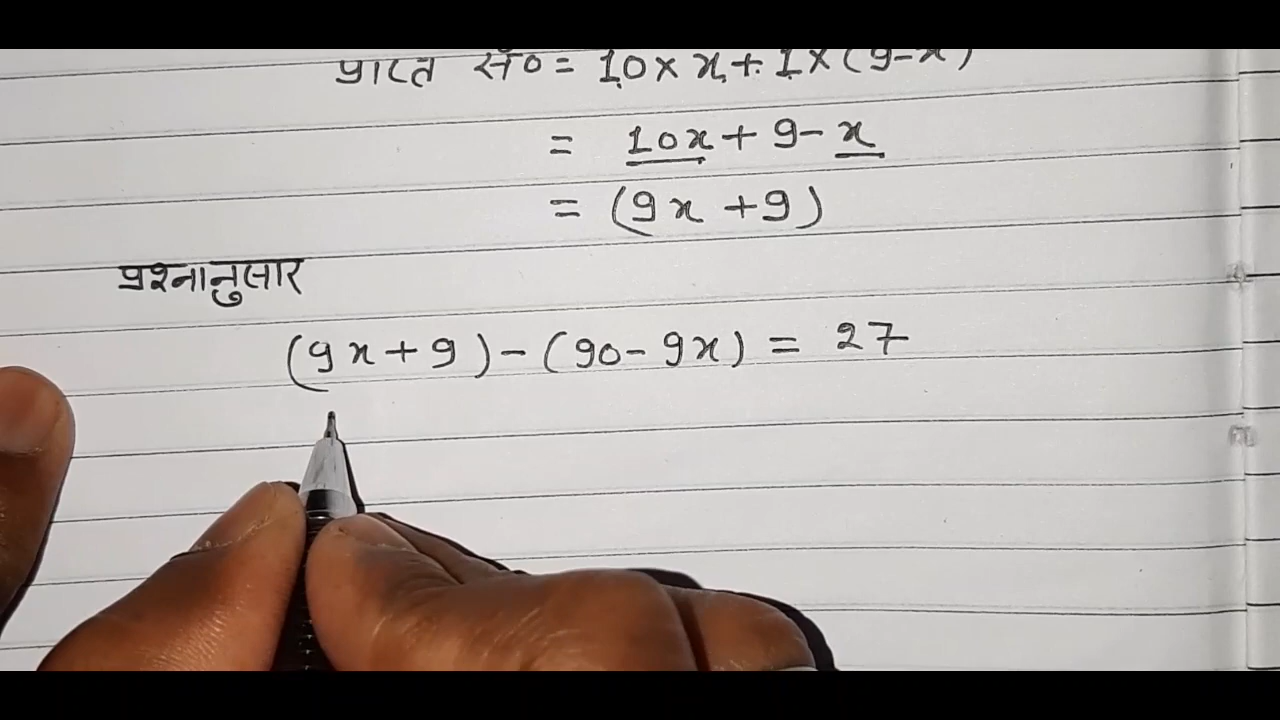 प्राप्त सं० = 10 × x + 1 × (9-x)
= 10x + 9 - x
= (9x + 9)
प्रश्नानुसार
(9x + 9) - (90 - 9x) = 27